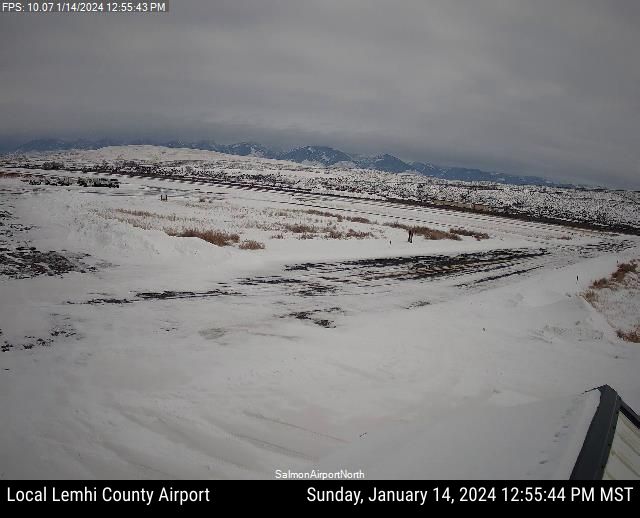 FPS: 10.07 1/14/2024 12:55:43 PM
SalmonAirportNorth
Local Lemhi County Airport Sunday, January 14, 2024 12:55:44 PM MST